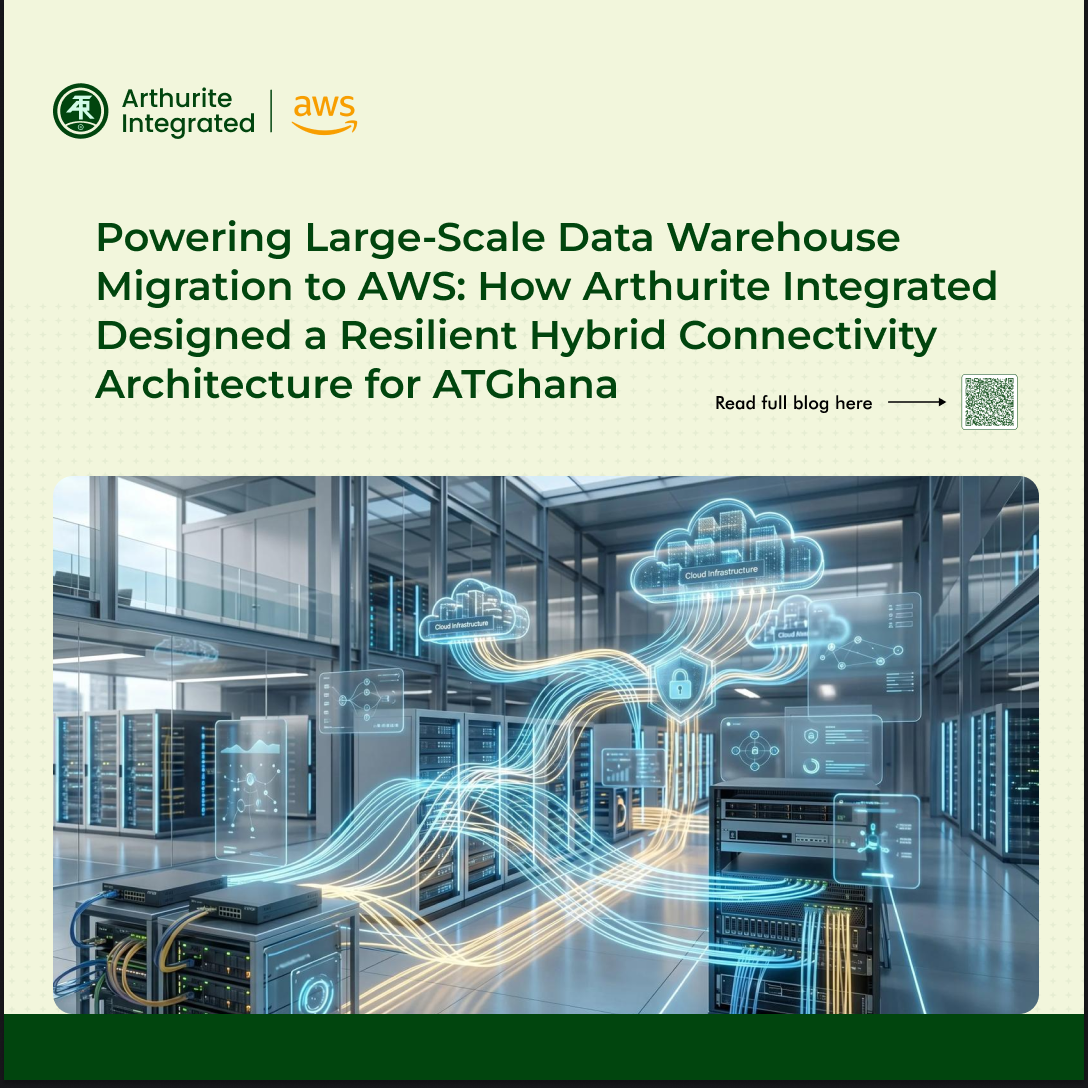 Arthurite
Integrated
aws
Powering Large-Scale Data Warehouse
Migration to AWS: How Arthurite Integrated
Designed a Resilient Hybrid Connectivity
Architecture for ATGhana
Read full blog here
Cloud Infrastructure
Cloud Infrastructure
Cloud